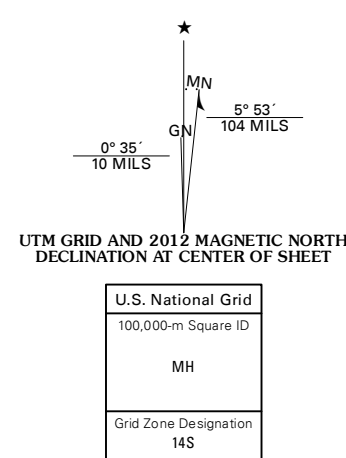 ★
MN
GN
5° 53´
104 MILS
0° 35´
10 MILS
UTM GRID AND 2012 MAGNETIC NORTH
DECLINATION AT CENTER OF SHEET
U.S. National Grid
100,000-m Square ID
MH
Grid Zone Designation
14S